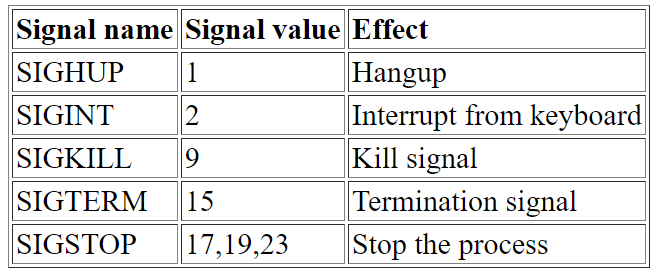 Signal name Signal value Effect
SIGHUP 1 Hangup
SIGINT 2 Interrupt from keyboard
SIGKILL 9 Kill signal
SIGTERM 15 Termination signal
SIGSTOP 17,19,23 Stop the process